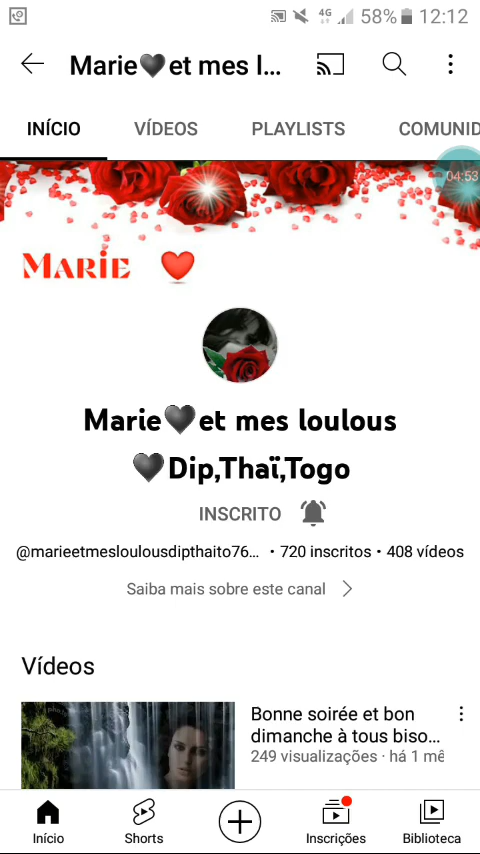 4G 58% 12:12
Marie🖤et mes l...
INÍCIO VÍDEOS PLAYLISTS COMUNID
04:53
MARIE ❤
Marie🖤et mes loulous
🖤Dip,Thaï,Togo
INSCRITO
@marieetmesloulousdipthaito76... • 720 inscritos • 408 vídeos
Saiba mais sobre este canal
Vídeos
Bonne soirée et bon
dimanche à tous biso...
249 visualizações · há 1 mê
Início Shorts Inscrições Biblioteca